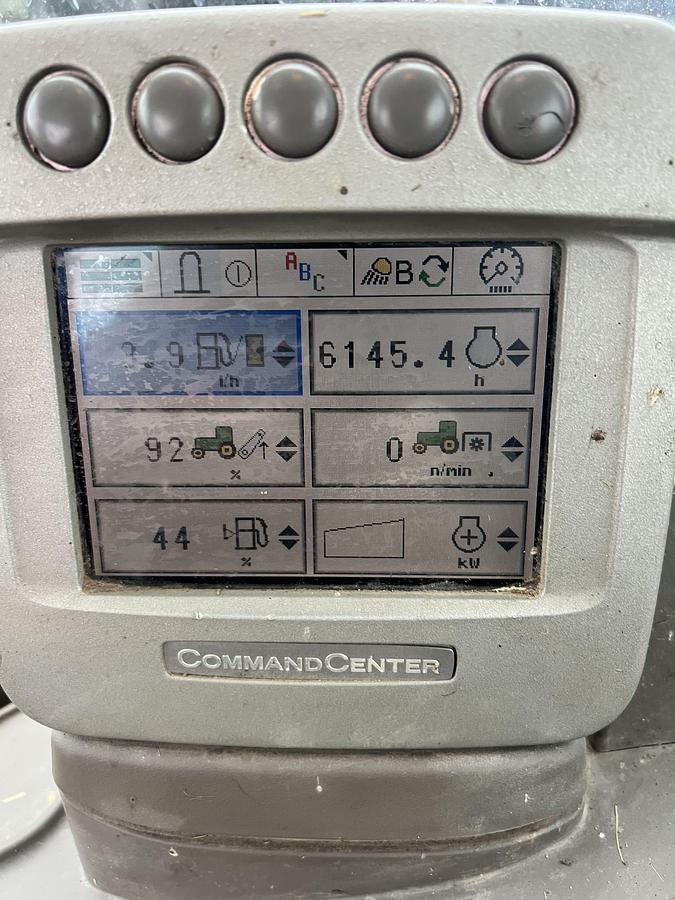 ABC
B
.9
l/h
6145.4
h
92
%
0
n/min
44
%
kW
COMMANDCENTER